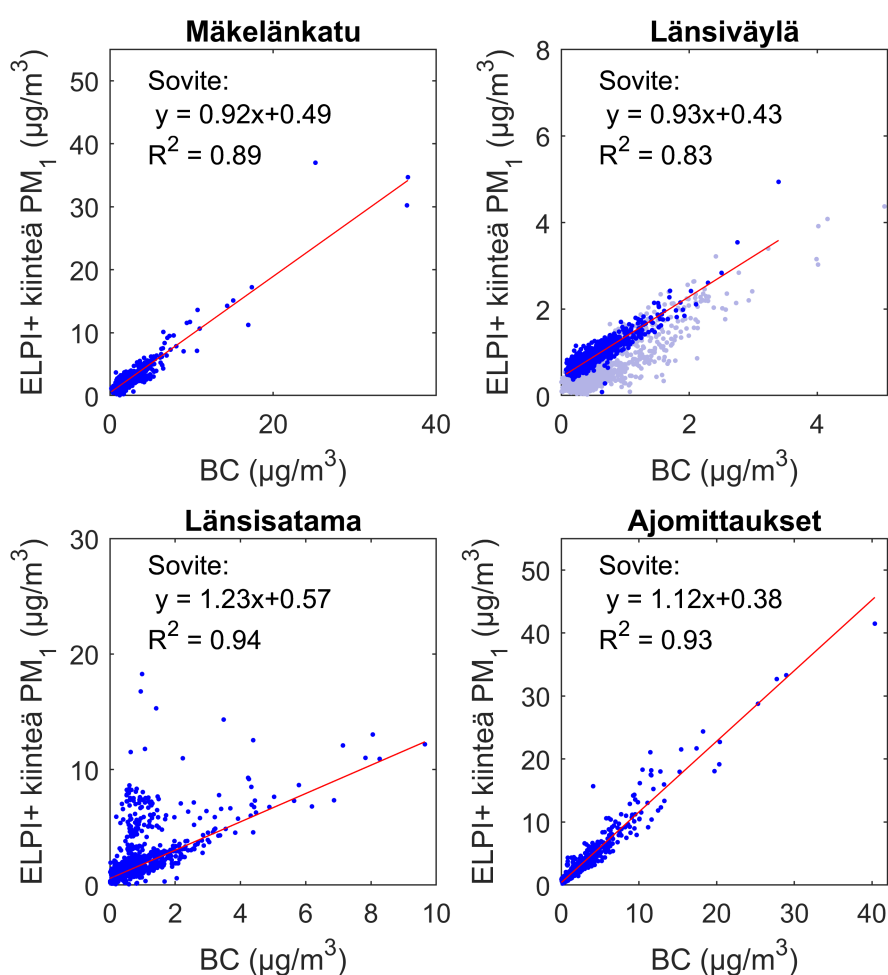 Mäkelänkatu
Sovite:
y = 0.92x+0.49
R² = 0.89
ELPI+ kiinteä PM₁ (µg/m³)
50
40
30
20
10
0
0 20 40
BC (µg/m³)
Länsiväylä
Sovite:
y = 0.93x+0.43
R² = 0.83
ELPI+ kiinteä PM₁ (µg/m³)
8
6
4
2
0
0 2 4
BC (µg/m³)
Länsisatama
Sovite:
y = 1.23x+0.57
R² = 0.94
ELPI+ kiinteä PM₁ (µg/m³)
30
20
10
0
0 2 4 6 8 10
BC (µg/m³)
Ajomittaukset
Sovite:
y = 1.12x+0.38
R² = 0.93
ELPI+ kiinteä PM₁ (µg/m³)
50
40
30
20
10
0
0 10 20 30 40
BC (µg/m³)